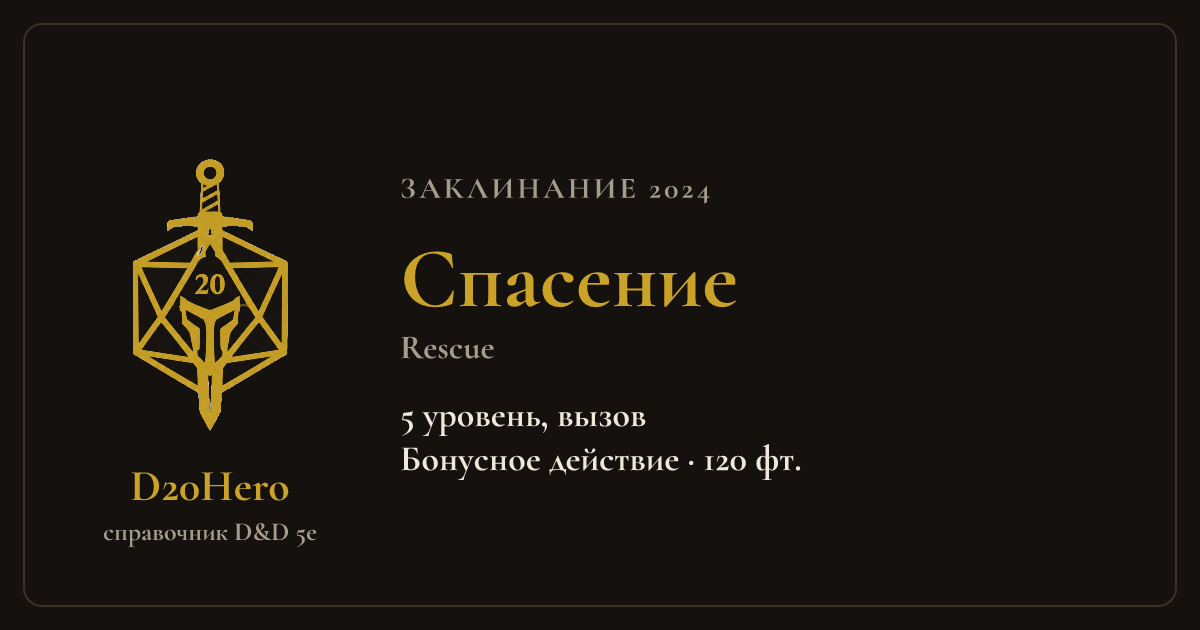 20
D20Hero
справочник D&D 5e
ЗАКЛИНАНИЕ 2024
Спасение
Rescue
5 уровень, вызов
Бонусное действие · 120 фт.